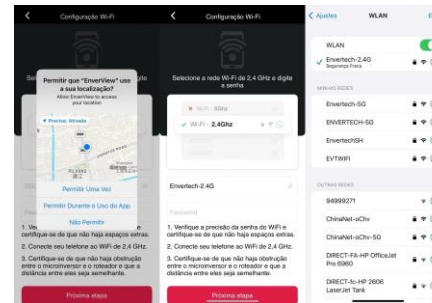 Configuração Wi-Fi
Permitir que "EnverView" use
a sua localização?
Allow EnverView to access
your location
Precisa: Ativada
Permitir Uma Vez
Permitir Durante o Uso do App
Não Permitir
1. Verifique a precisão da senha do WiFi e
certifique-se de que não haja espaços extras.
2. Conecte seu telefone ao WiFi de 2,4 GHz.
3. Certifique-se de que não haja obstrução
entre o microinversor e o roteador e que a
distância entre eles seja semelhante.
Próxima etapa
Configuração Wi-Fi
Selecione a rede Wi-Fi de 2,4 GHz e digite
a senha
Wi-Fi - 5Ghz
Wi-Fi - 2.4Ghz
Envertech-2.4G
Password
1. Verifique a precisão da senha do WiFi e
certifique-se de que não haja espaços extras.
2. Conecte seu telefone ao WiFi de 2,4 GHz.
3. Certifique-se de que não haja obstrução
entre o microinversor e o roteador e que a
distância entre eles seja semelhante.
Próxima etapa
Ajustes
WLAN
WLAN
Envertech-2.4G
Segurança Fraca
MINHAS REDES
Envertech-5G
ENVERTECH-5G
EnvertechSH
EVTWIFI
OUTRAS REDES
94999271
ChinaNet-oChv
ChinaNet-oChv-5G
DIRECT-FA-HP OfficeJet
Pro 6960
DIRECT-fc-HP 2606
LaserJet Tank